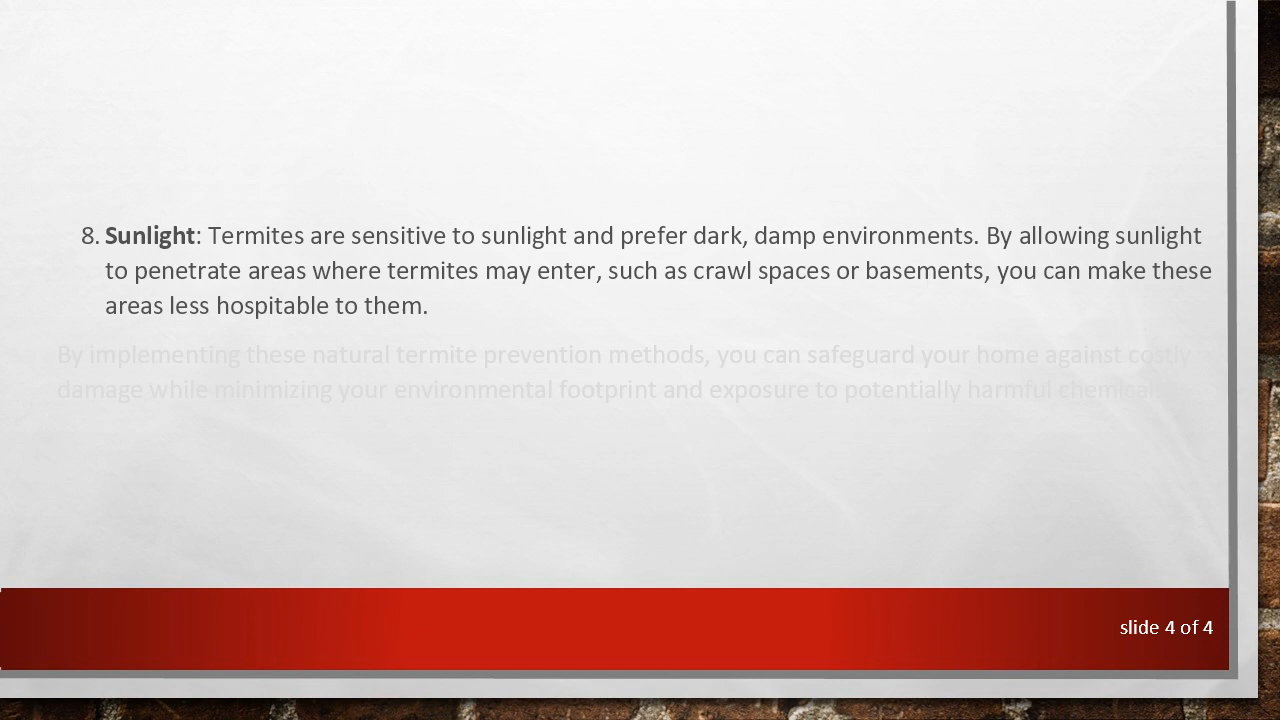 8. Sunlight: Termites are sensitive to sunlight and prefer dark, damp environments. By allowing sunlight
to penetrate areas where termites may enter, such as crawl spaces or basements, you can make these
areas less hospitable to them.
By implementing these natural termite prevention methods, you can safeguard your home against costly
damage while minimizing your environmental footprint and exposure to potentially harmful chemicals.
slide 4 of 4